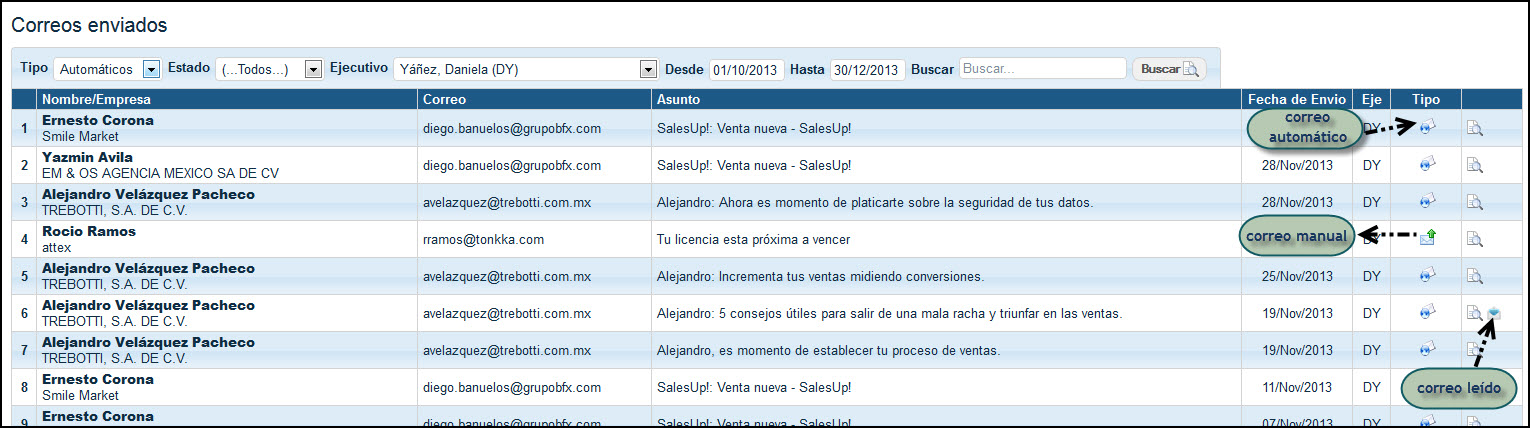 Correos enviados
Tipo Automáticos Estado (...Todos...) Ejecutivo Yáñez, Daniela (DY) Desde 01/10/2013 Hasta 30/12/2013 Buscar Buscar... Buscar
Nombre/Empresa Correo Asunto Fecha de Envio Eje Tipo
1 Ernesto Corona diego.banuelos@grupobfx.com SalesUp!: Venta nueva - SalesUp! DY
Smile Market
correo
automático
2 Yazmin Avila diego.banuelos@grupobfx.com SalesUp!: Venta nueva - SalesUp! 28/Nov/2013 DY
EM & OS AGENCIA MEXICO SA DE CV
3 Alejandro Velázquez Pacheco avelazquez@trebotti.com.mx Alejandro: Ahora es momento de platicarte sobre la seguridad de tus datos. 28/Nov/2013 DY
TREBOTTI, S.A. DE C.V.
4 Rocio Ramos rramos@tonkka.com Tu licencia esta próxima a vencer
attex
correo manual
5 Alejandro Velázquez Pacheco avelazquez@trebotti.com.mx Alejandro: Incrementa tus ventas midiendo conversiones. 25/Nov/2013 DY
TREBOTTI, S.A. DE C.V.
6 Alejandro Velázquez Pacheco avelazquez@trebotti.com.mx Alejandro: 5 consejos útiles para salir de una mala racha y triunfar en las ventas. 19/Nov/2013 DY
TREBOTTI, S.A. DE C.V.
7 Alejandro Velázquez Pacheco avelazquez@trebotti.com.mx Alejandro, es momento de establecer tu proceso de ventas. 19/Nov/2013 DY
TREBOTTI, S.A. DE C.V.
8 Ernesto Corona diego.banuelos@grupobfx.com SalesUp!: Venta nueva - SalesUp! 11/Nov/2013 DY
Smile Market
correo leído
9 Ernesto Corona diego.banuelos@grupobfx.com SalesUp!: Venta nueva - SalesUp! 07/Nov/2013 DY